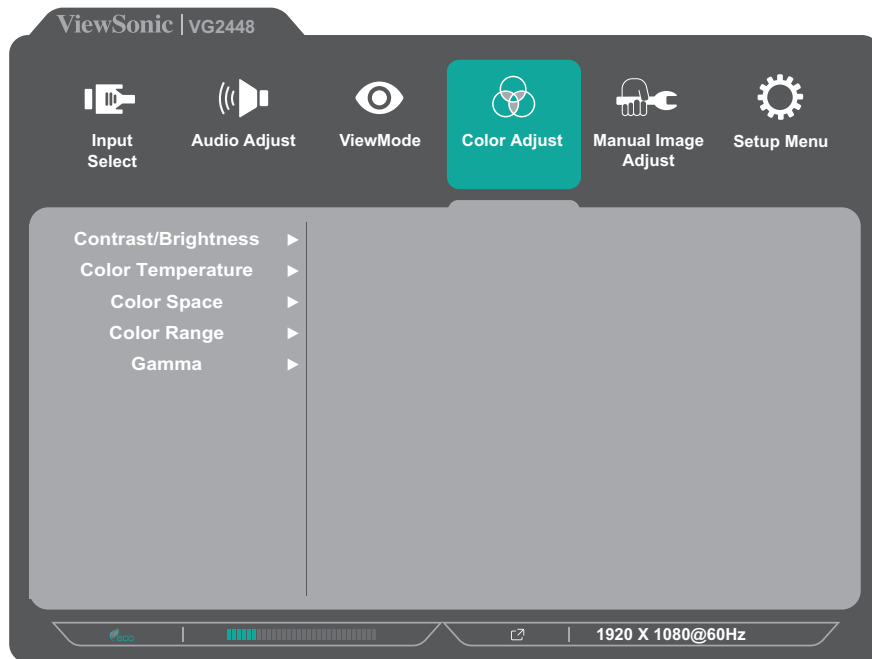 ViewSonic | VG2448
Input
Select
Audio Adjust
ViewMode
Color Adjust
Manual Image
Adjust
Setup Menu
Contrast/Brightness
Color Temperature
Color Space
Color Range
Gamma
eco
1920 X 1080@60Hz